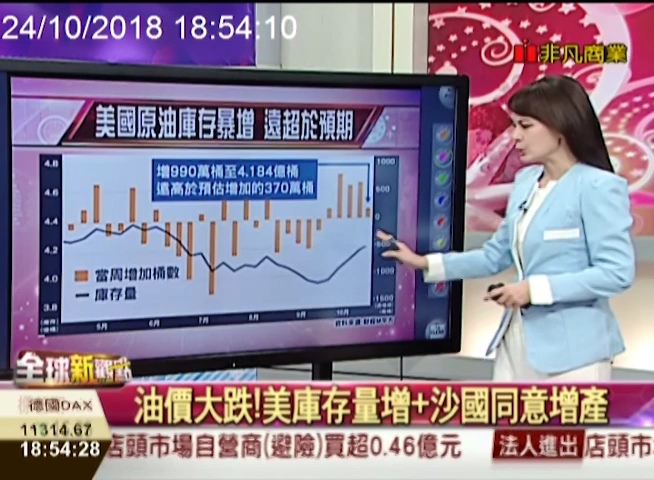 24/10/2018 18:54:10
非凡商業
美國原油庫存暴增 遠超於預期
增990萬桶至4.184億桶
遠高於預估增加的370萬桶
4.8
4.6
4.4
4.2
4.0
3.8
1000
500
0
-500
-1000
-1500
當周增加桶數
庫存量
5月
6月
7月
8月
9月
10月
全球新觀點
油價大跌!美庫存量增+沙國同意增產
德國DAX
11314.67
18:54:28
店頭市場自營商(避險)買超0.46億元
法人進出
店頭市